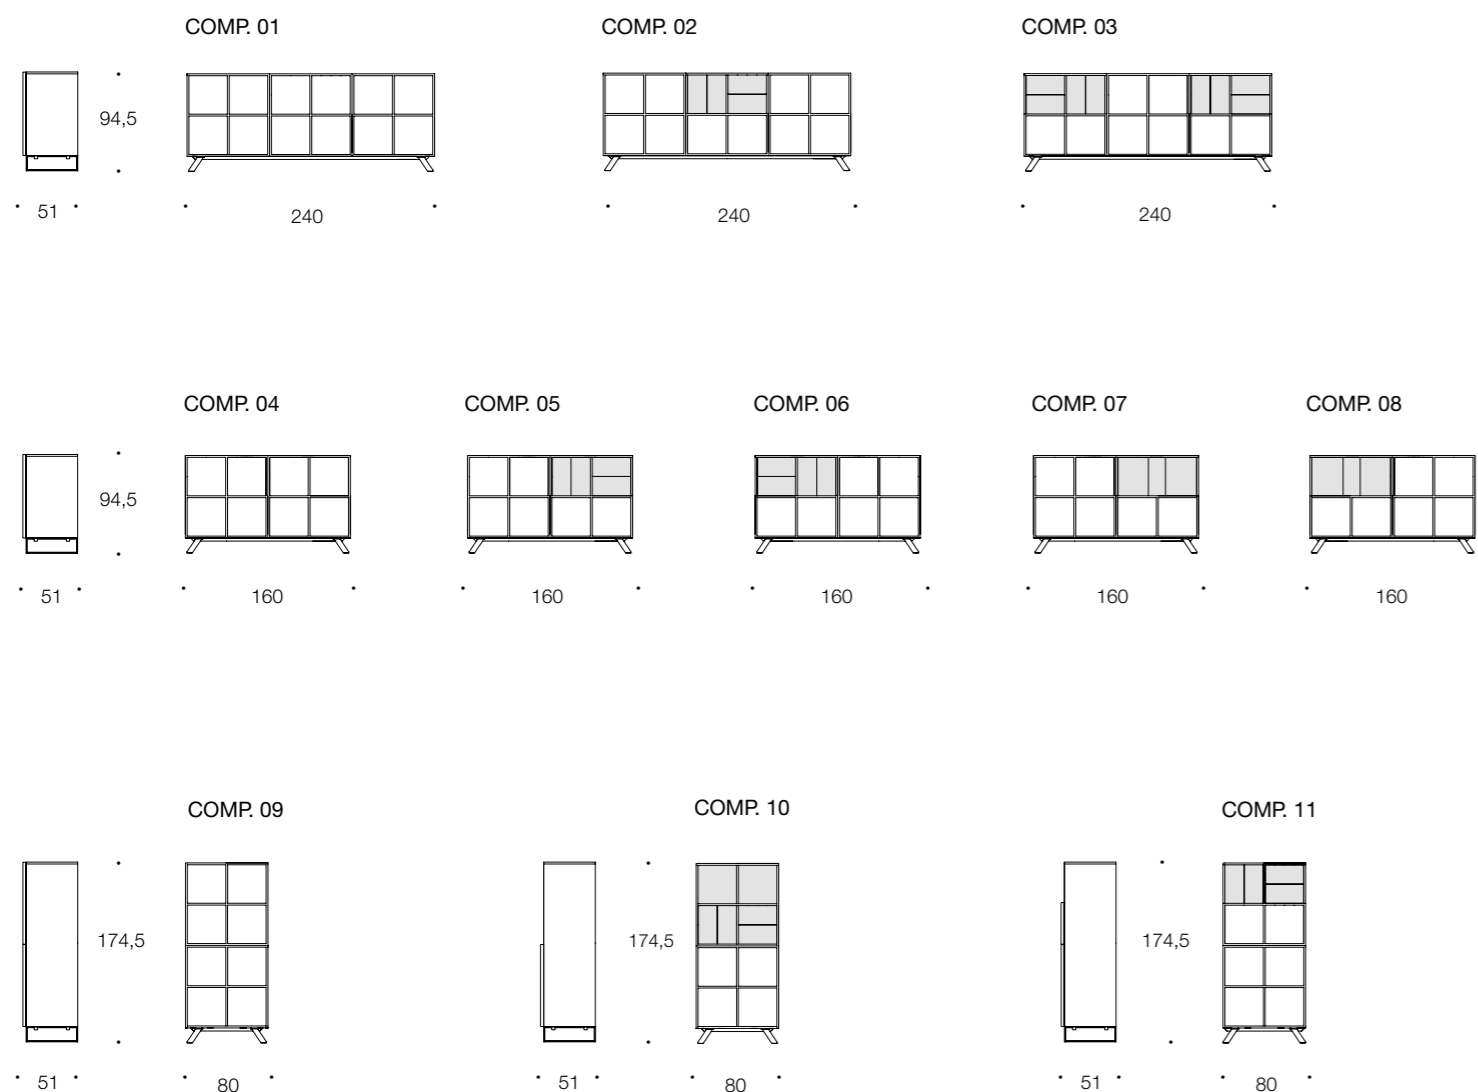 COMP. 01 COMP. 02 COMP. 03
94,5
51 240 240 240
COMP. 04 COMP. 05 COMP. 06 COMP. 07 COMP. 08
94,5
51 160 160 160 160 160
COMP. 09 COMP. 10 COMP. 11
174,5 174,5 174,5
51 80 51 80 51 80